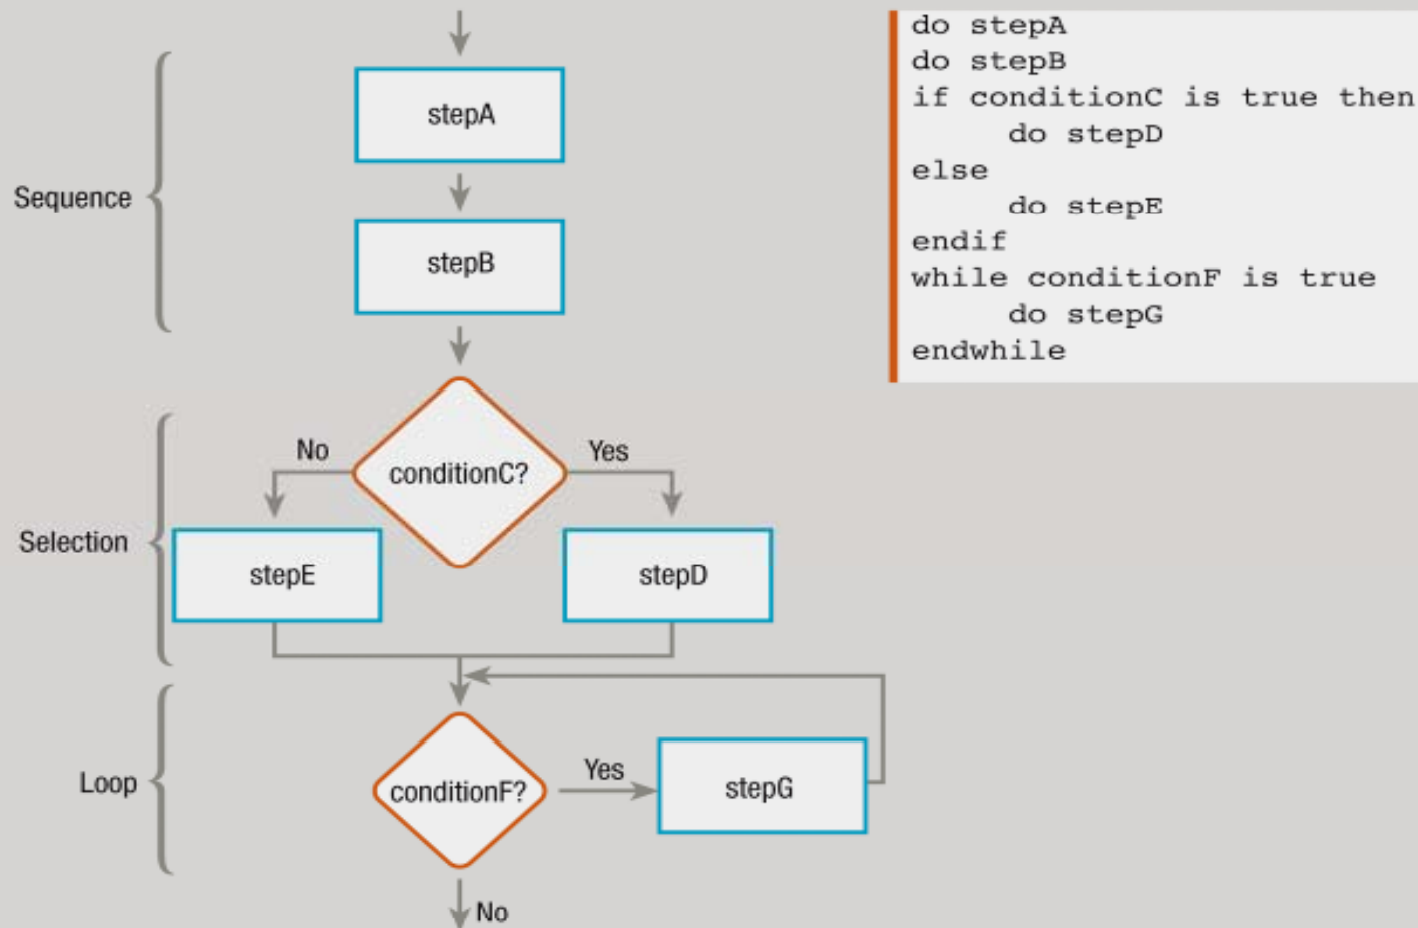 stepA
Sequence
stepB
No
Yes
conditionC?
Selection
stepE
stepD
Loop
conditionF?
Yes
stepG
No
do stepA
do stepB
if conditionC is true then
do stepD
else
do stepE
endif
while conditionF is true
do stepG
endwhile